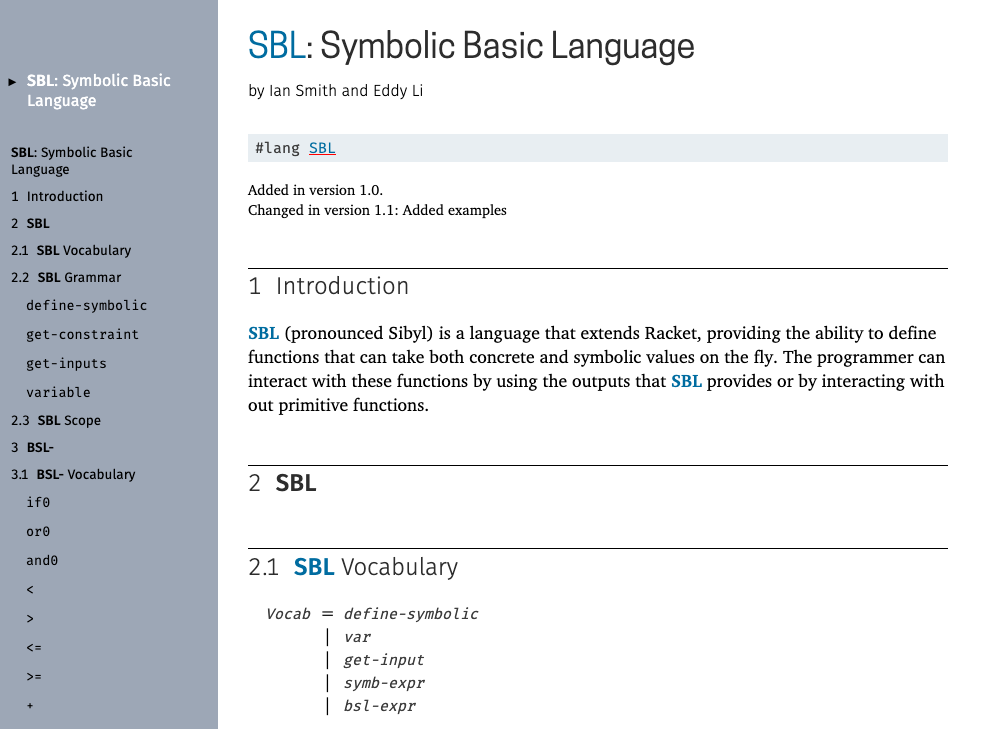 ► SBL: Symbolic Basic
Language
SBL: Symbolic Basic
Language
1 Introduction
2 SBL
2.1 SBL Vocabulary
2.2 SBL Grammar
define-symbolic
get-constraint
get-inputs
variable
2.3 SBL Scope
3 BSL-
3.1 BSL- Vocabulary
if0
or0
and0
<
>
<=
>=
+
SBL: Symbolic Basic Language
by Ian Smith and Eddy Li
#lang SBL
Added in version 1.0.
Changed in version 1.1: Added examples
1 Introduction
SBL (pronounced Sibyl) is a language that extends Racket, providing the ability to define
functions that can take both concrete and symbolic values on the fly. The programmer can
interact with these functions by using the outputs that SBL provides or by interacting with
out primitive functions.
2 SBL
2.1 SBL Vocabulary
Vocab = define-symbolic
| var
| get-input
| symb-expr
| bsl-expr